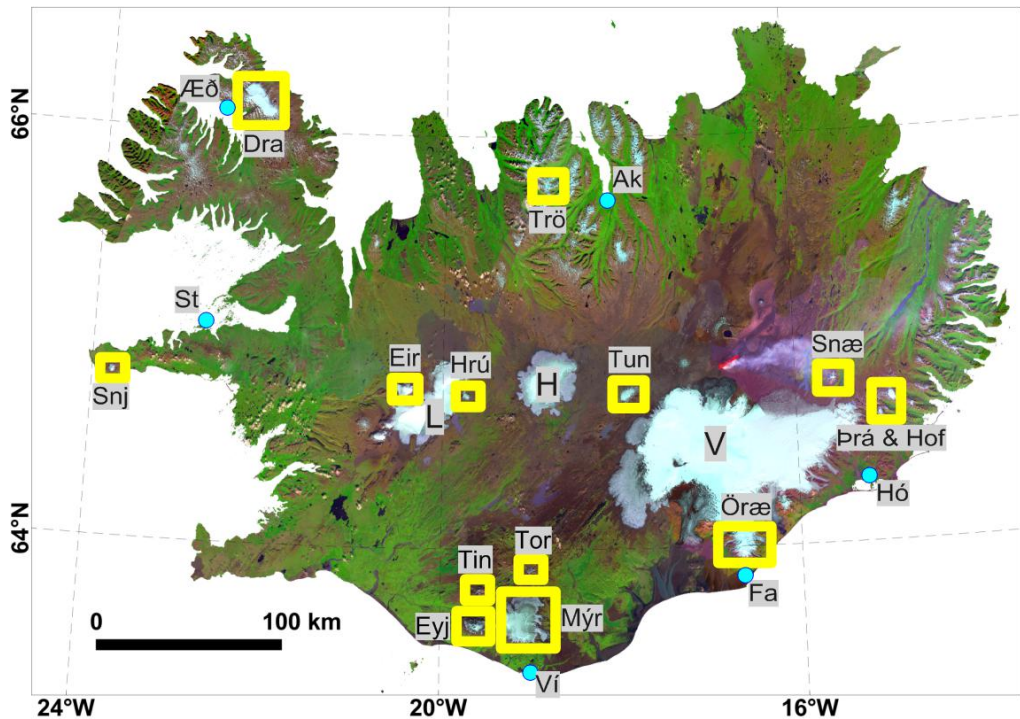 66°N
Æð
Dra
Trö
Ak
St
Snj
Eir
Hrú
L
H
Tun
Snæ
V
Þrá & Hof
Hó
64°N
Öræ
Fa
Tor
Tin
Eyj
Mýr
Ví
0 100 km
24°W 20°W 16°W